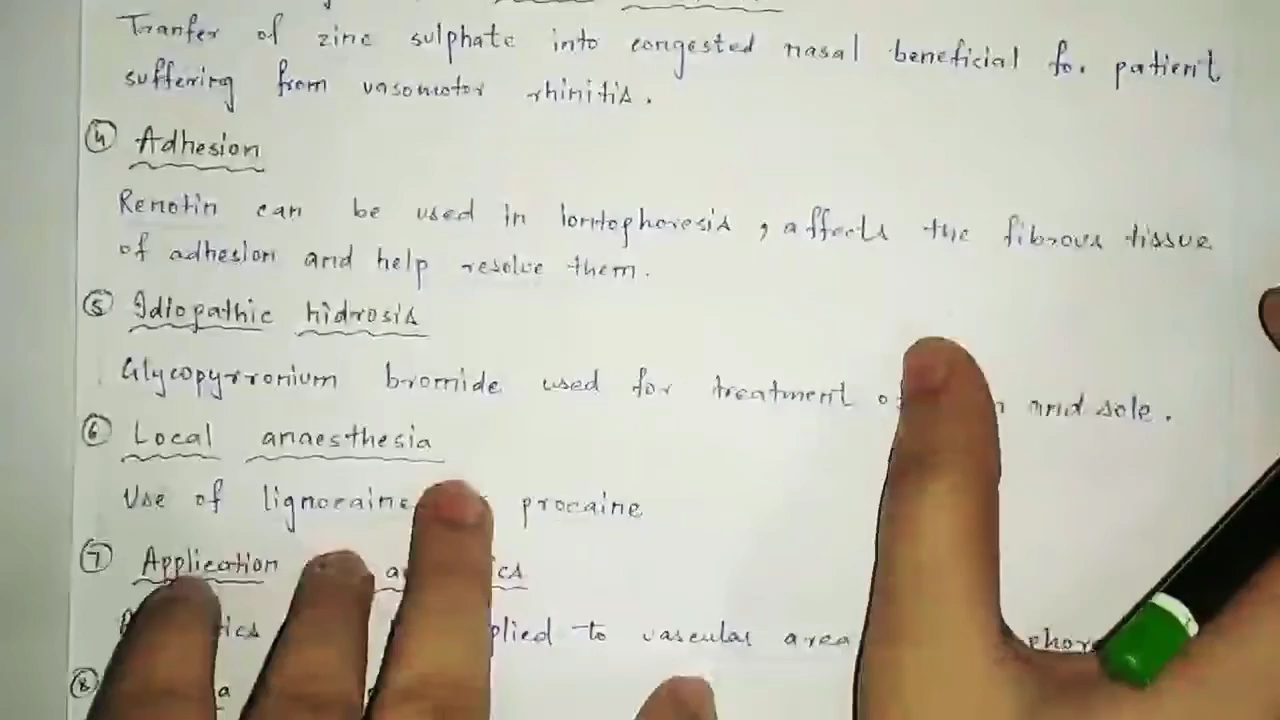 Tranfer of zinc sulphate into congested nasal beneficial for patient
suffering from vasomotor rhinitis.
④ Adhesion
Renotin can be used in Iontophoresis, affects the fibrous tissue
of adhesion and help resolve them.
⑤ Idiopathic hidrosis
Glycopyrronium bromide used for treatment and sole.
⑥ Local anaesthesia
Use of lignocaine procaine
⑦ Application
to vascular area
⑧